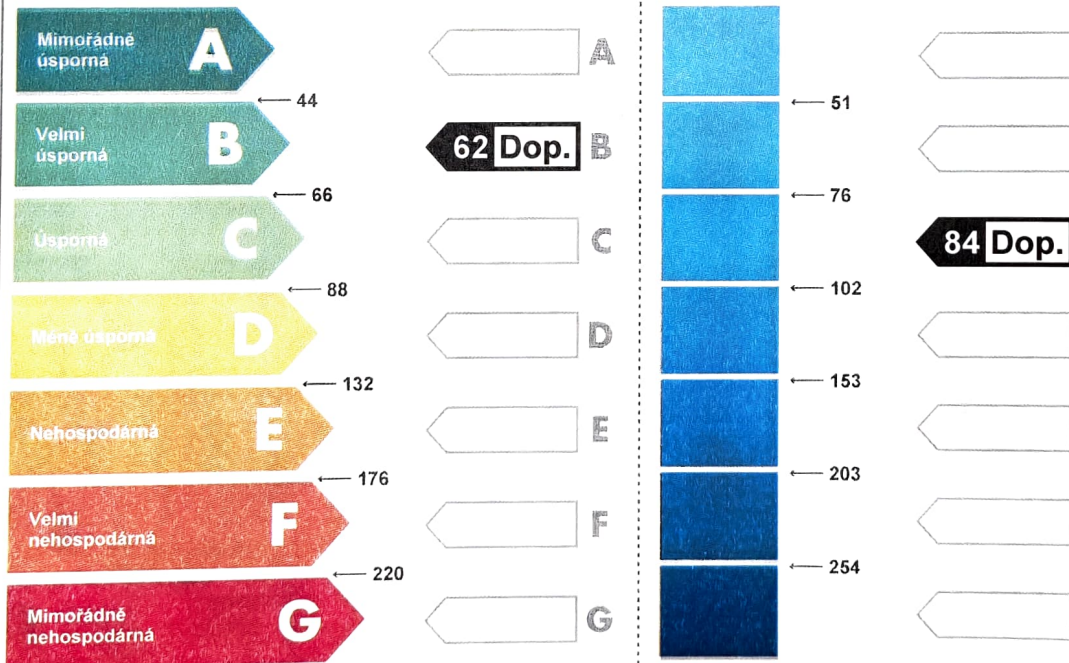 Mimořádně
úsporná
A
A
44
51
Velmi
úsporná
B
62 Dop.
B
66
76
Úsporná
C
C
84 Dop.
88
102
Méně úsporná
D
D
132
153
Nehospodárná
E
E
176
203
Velmi
nehospodárná
F
F
220
254
Mimořádně
nehospodárná
G
G